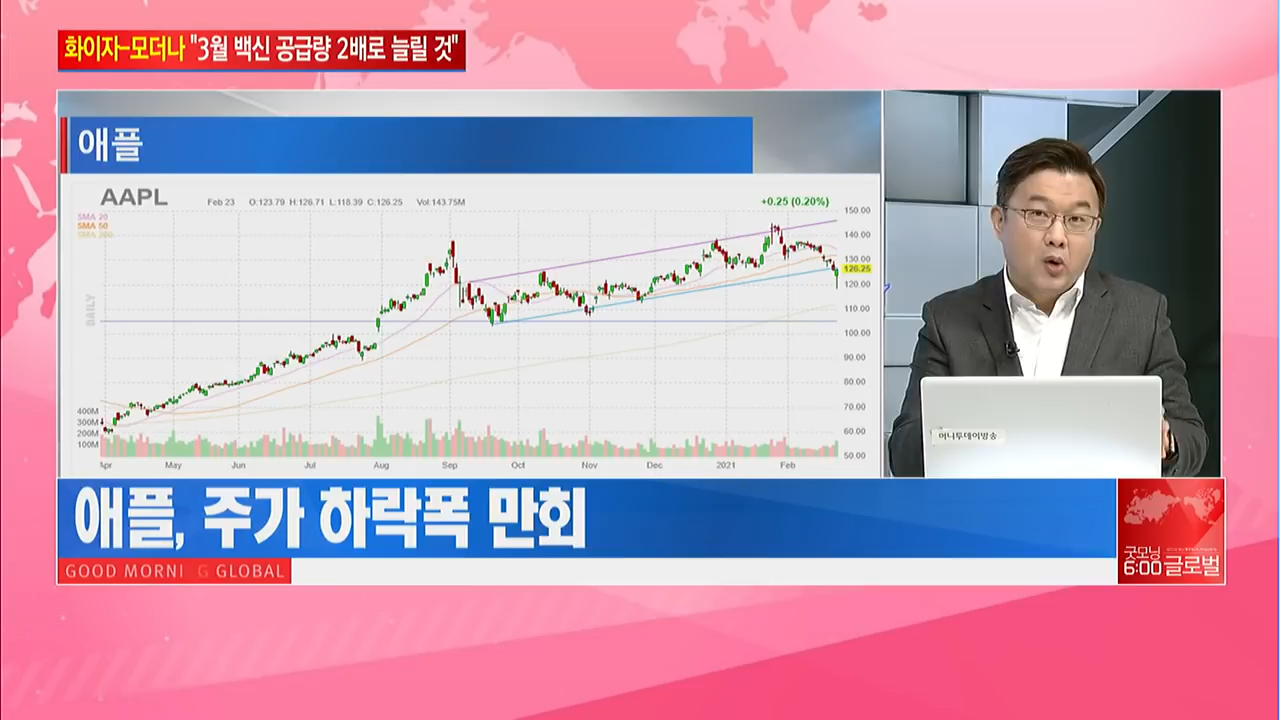 화이자-모더나 "3월 백신 공급량 2배로 늘릴 것"
애플
AAPL
Feb 23 O:123.79 H:126.71 L:118.39 C:126.25 Vol:143.75M
+0.25 (0.20%)
SMA 20
SMA 50
SMA 200
DAILY
150.00
140.00
130.00
126.25
120.00
110.00
100.00
90.00
80.00
70.00
60.00
50.00
400M
300M
200M
100M
Apr May Jun Jul Aug Sep Oct Nov Dec 2021 Feb
머니투데이방송
애플, 주가 하락폭 만회
GOOD MORNI G GLOBAL
굿모닝
6:00 글로벌